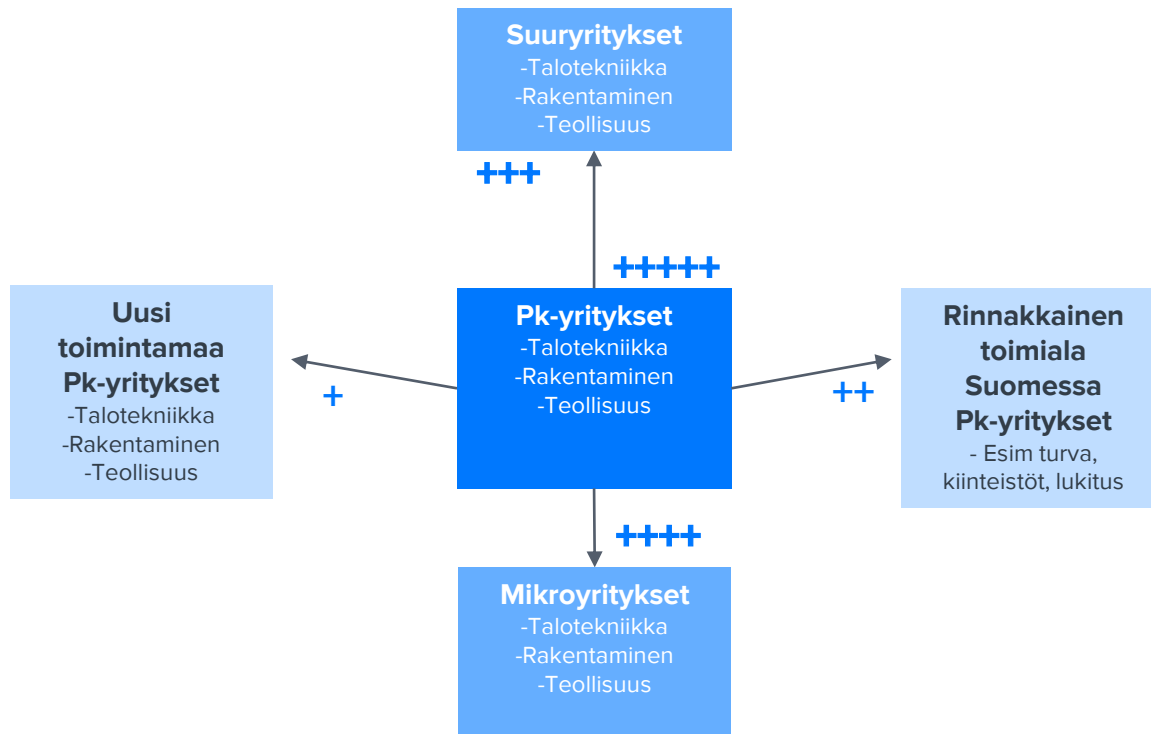 Suuryritykset
-Talotekniikka
-Rakentaminen
-Teollisuus
+++
+++++
Uusi
toimintamaa
Pk-yritykset
-Talotekniikka
-Rakentaminen
-Teollisuus
+
Pk-yritykset
-Talotekniikka
-Rakentaminen
-Teollisuus
++
Rinnakkainen
toimiala
Suomessa
Pk-yritykset
- Esim turva,
kiinteistöt, lukitus
++++
Mikroyritykset
-Talotekniikka
-Rakentaminen
-Teollisuus